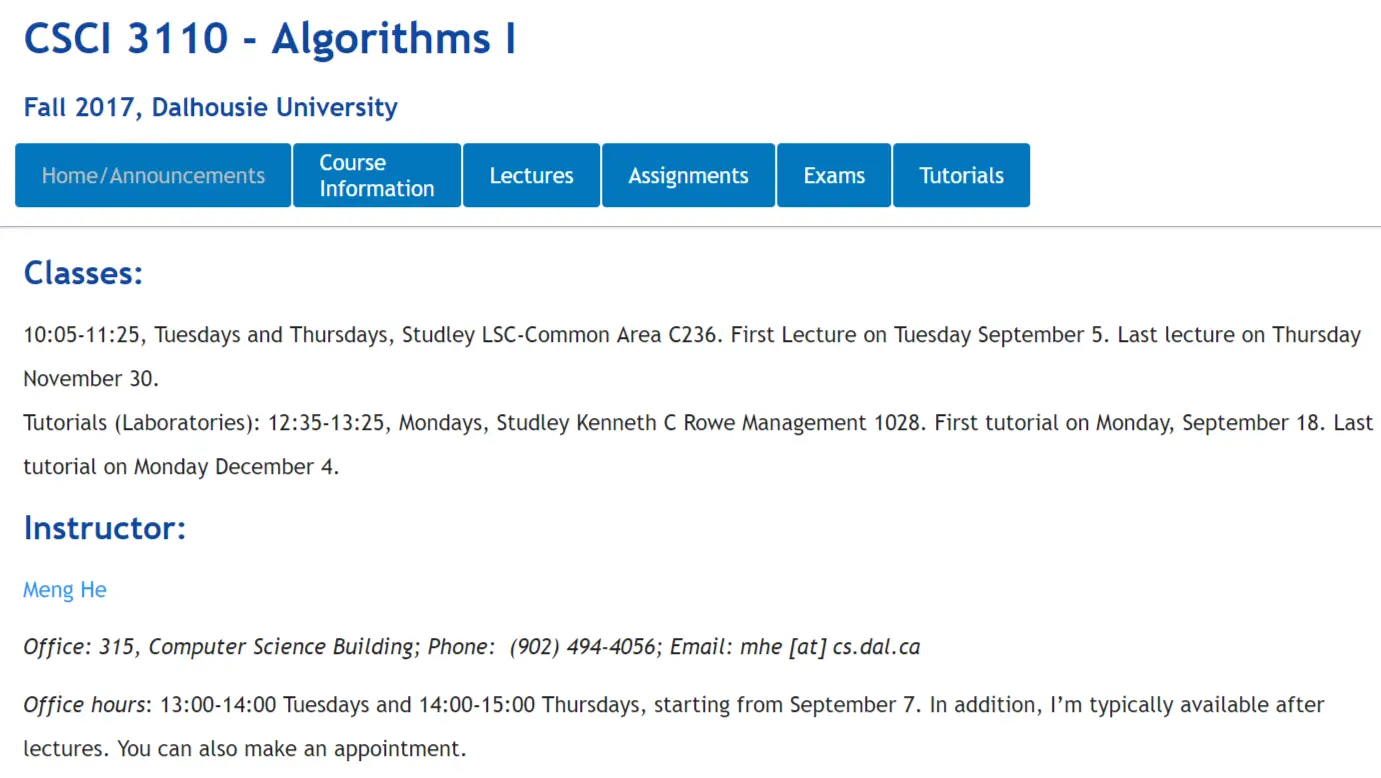 CSCI 3110 - Algorithms I
Fall 2017, Dalhousie University
Home/Announcements
Course
Information
Lectures
Assignments
Exams
Tutorials
Classes:
10:05-11:25, Tuesdays and Thursdays, Studley LSC-Common Area C236. First Lecture on Tuesday September 5. Last lecture on Thursday
November 30.
Tutorials (Laboratories): 12:35-13:25, Mondays, Studley Kenneth C Rowe Management 1028. First tutorial on Monday, September 18. Last
tutorial on Monday December 4.
Instructor:
Meng He
Office: 315, Computer Science Building; Phone:  (902) 494-4056; Email: mhe [at] cs.dal.ca
Office hours: 13:00-14:00 Tuesdays and 14:00-15:00 Thursdays, starting from September 7. In addition, I’m typically available after
lectures. You can also make an appointment.